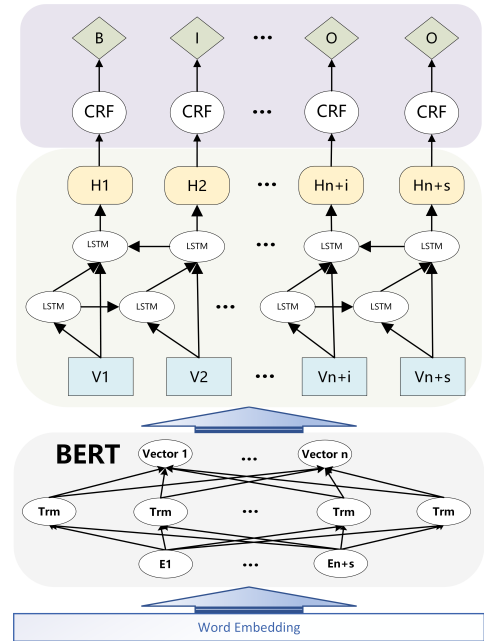 B I ... O O
CRF CRF ... CRF CRF
H1 H2 ... Hn+i Hn+s
LSTM LSTM ... LSTM LSTM
LSTM LSTM ... LSTM LSTM
V1 V2 ... Vn+i Vn+s
BERT
Vector 1 ... Vector n
Trm Trm ... Trm Trm
E1 ... En+s
Word Embedding